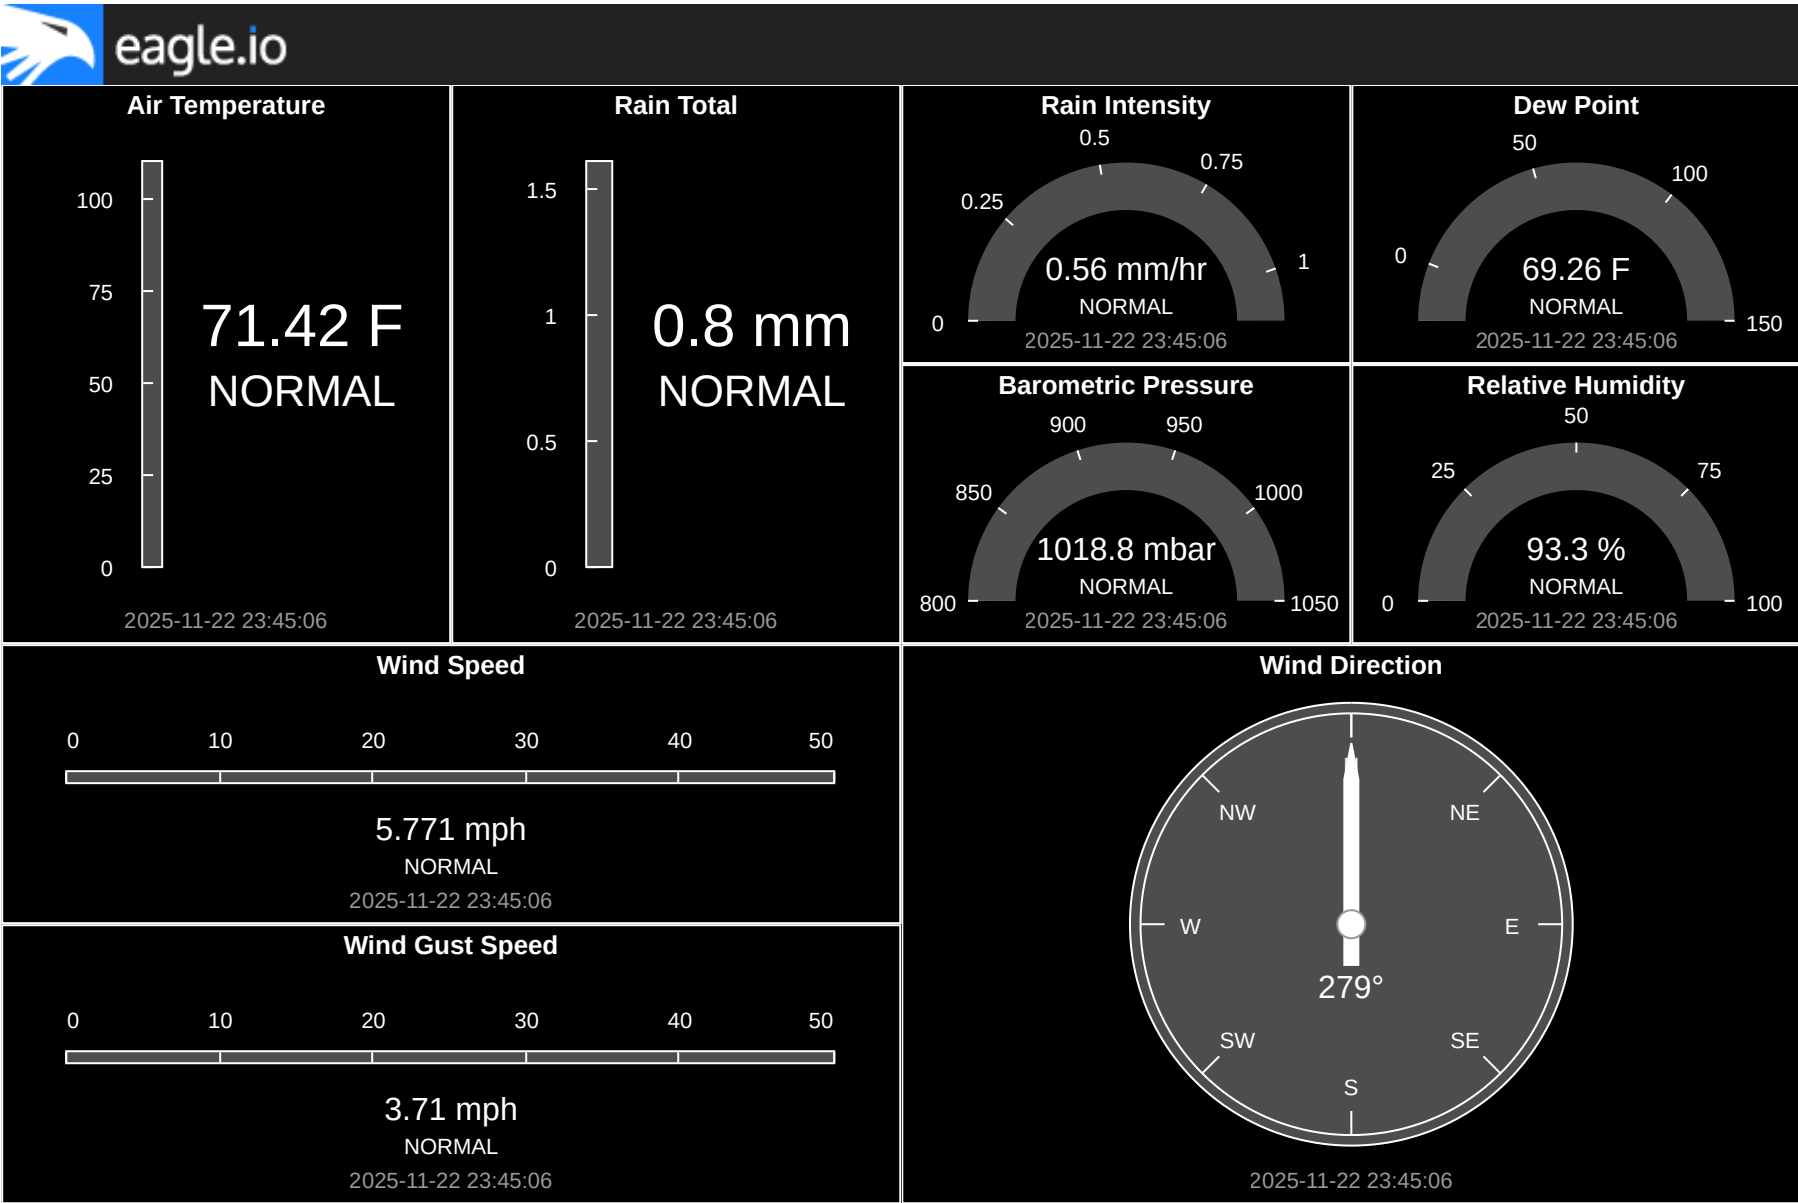 eagle.io
Air Temperature
100
75
50
25
0
71.42 F
NORMAL
2025-11-22 23:45:06
Rain Total
1.5
1
0.5
0
0.8 mm
NORMAL
2025-11-22 23:45:06
Rain Intensity
0
0.25
0.5
0.75
1
0.56 mm/hr
NORMAL
2025-11-22 23:45:06
Dew Point
0
50
100
150
69.26 F
NORMAL
2025-11-22 23:45:06
Barometric Pressure
800
850
900
950
1000
1050
1018.8 mbar
NORMAL
2025-11-22 23:45:06
Relative Humidity
0
25
50
75
100
93.3 %
NORMAL
2025-11-22 23:45:06
Wind Speed
0 10 20 30 40 50
5.771 mph
NORMAL
2025-11-22 23:45:06
Wind Gust Speed
0 10 20 30 40 50
3.71 mph
NORMAL
2025-11-22 23:45:06
Wind Direction
NW NE
W E
279°
SW SE
S
2025-11-22 23:45:06